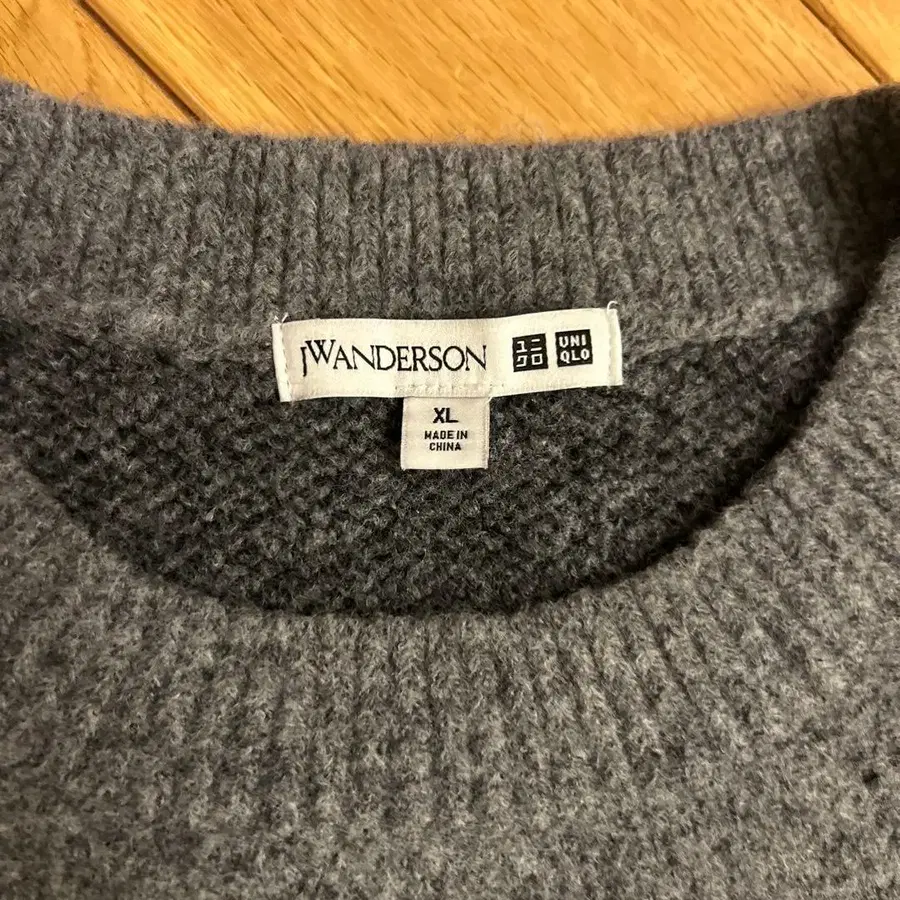 JWANDERSON
ユニ UNI
クロ QLO
XL
MADE IN
CHINA